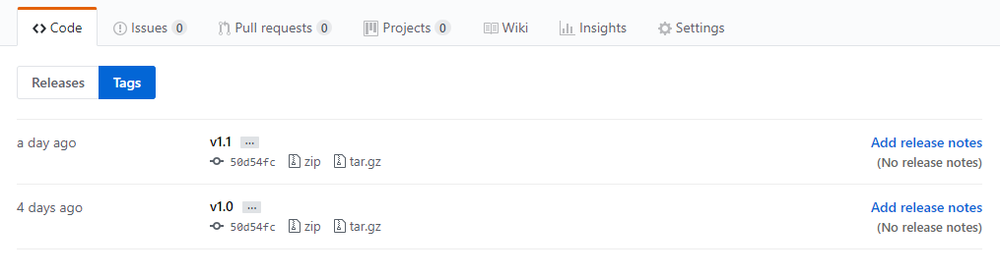 Code Issues 0 Pull requests 0 Projects 0 Wiki Insights Settings
Releases Tags
a day ago v1.1 ... Add release notes
50d54fc zip tar.gz (No release notes)
4 days ago v1.0 ... Add release notes
50d54fc zip tar.gz (No release notes)